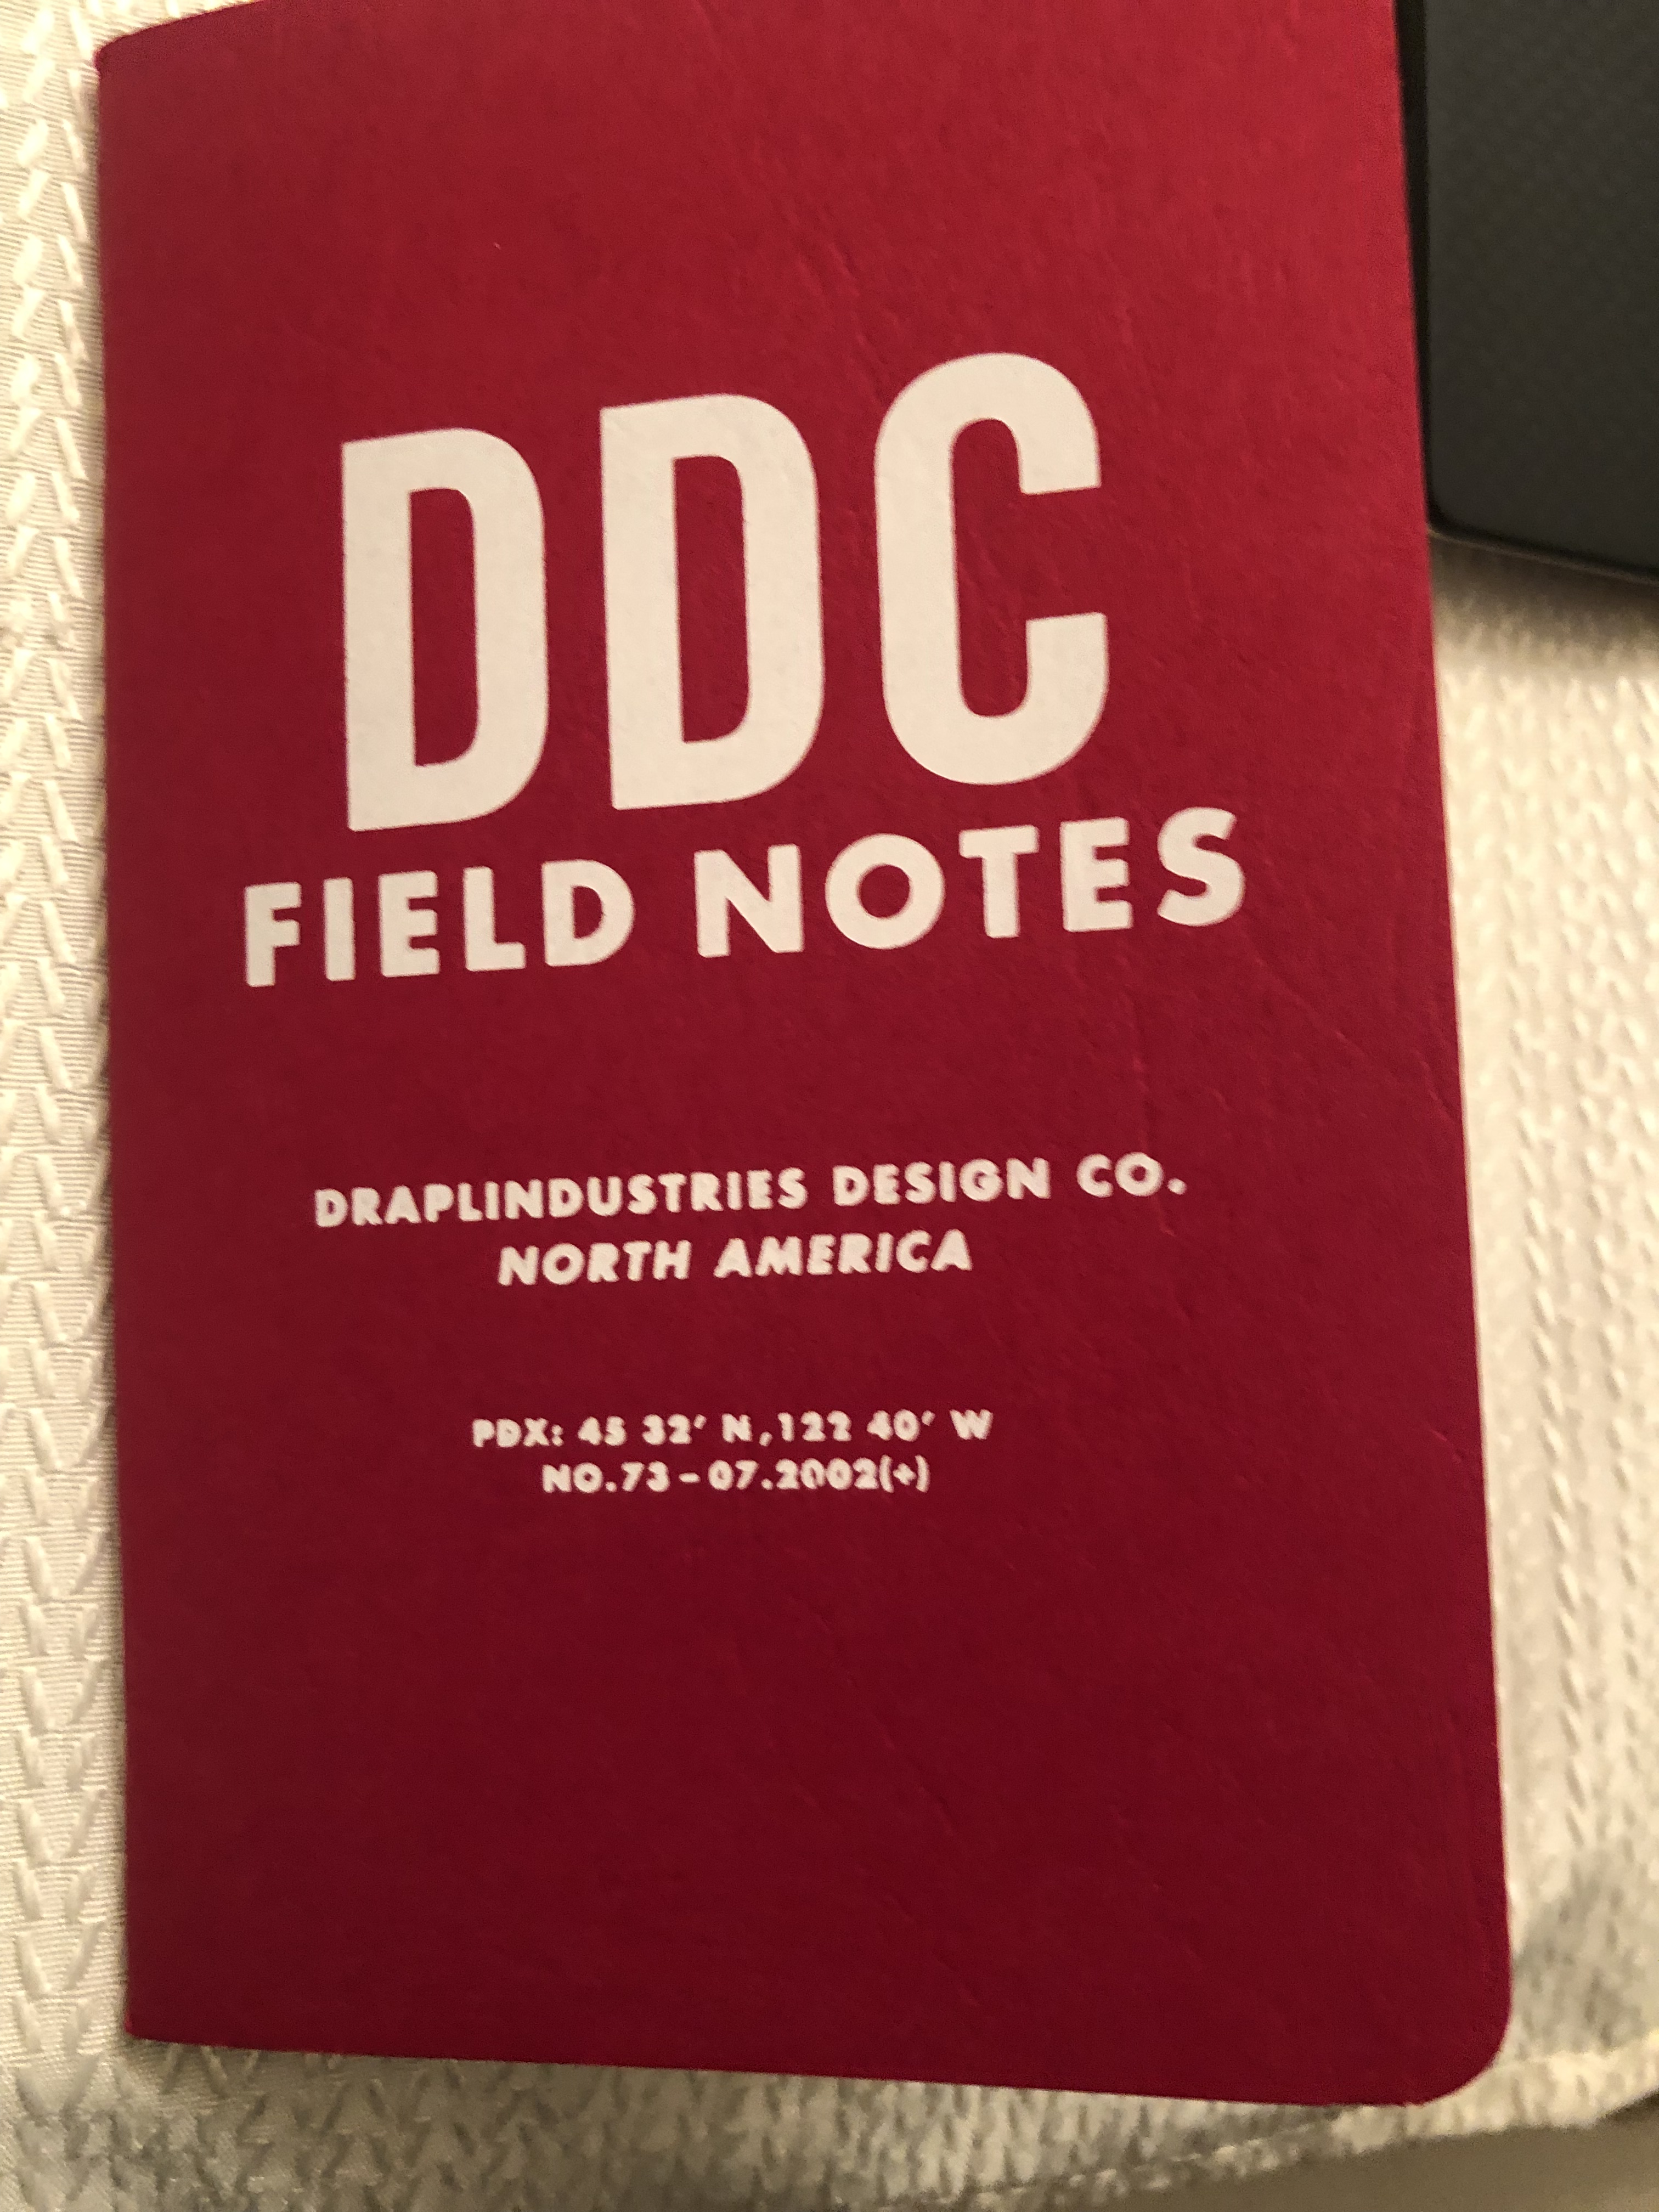 DDC
FIELD NOTES
DRAPLINDUSTRIES DESIGN CO.
NORTH AMERICA
PDX: 45 32′ N,122 40′ W
NO.73-07.2002(+)